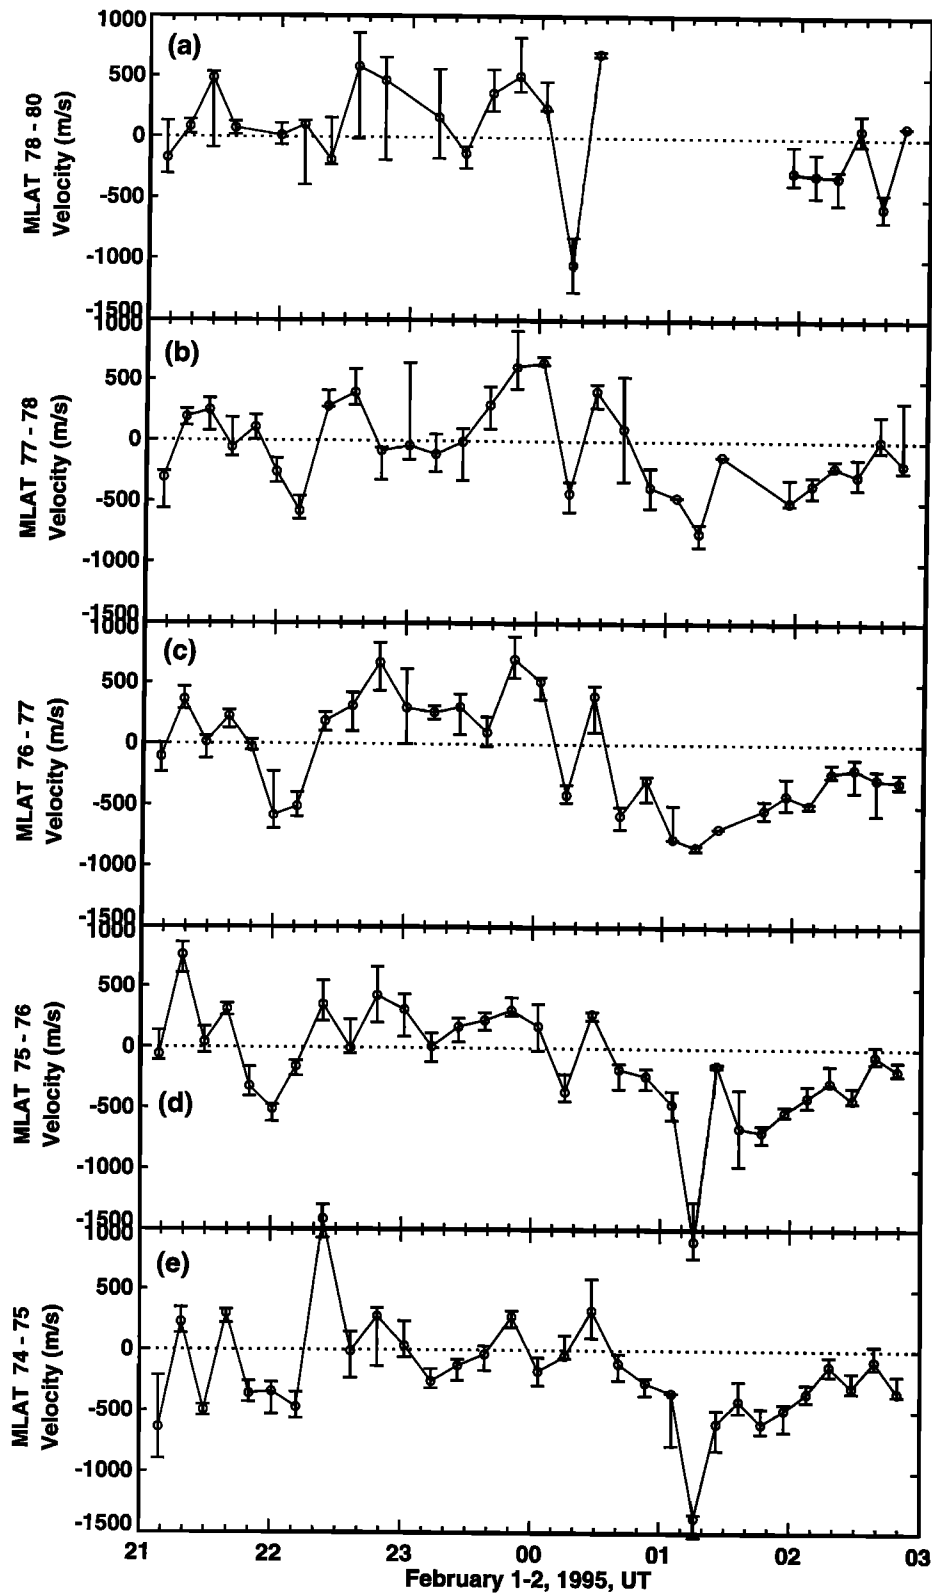 1000
(a)
500
0
-500
-1000
-1500
MLAT 78 - 80
Velocity (m/s)
1000
(b)
500
0
-500
-1000
-1500
MLAT 77 - 78
Velocity (m/s)
1000
(c)
500
0
-500
-1000
-1500
MLAT 76 - 77
Velocity (m/s)
1000
500
0
-500
(d)
-1000
-1500
MLAT 75 - 76
Velocity (m/s)
1000
(e)
500
0
-500
-1000
-1500
MLAT 74 - 75
Velocity (m/s)
21 22 23 00 01 02 03
February 1-2, 1995, UT